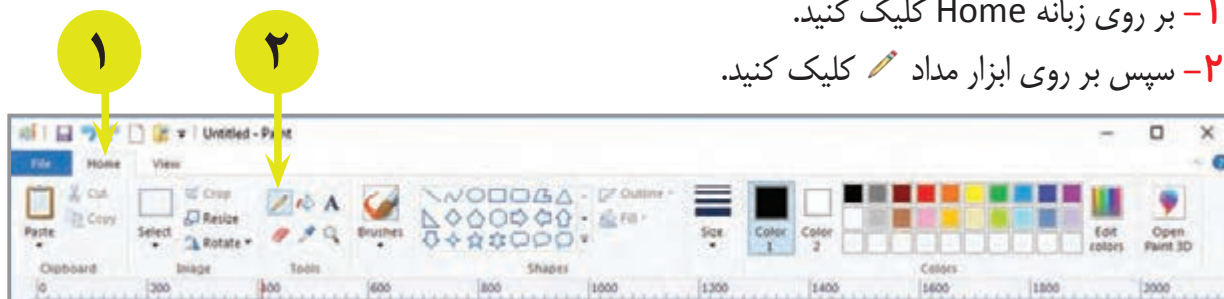 ۱- بر روی زبانه Home کلیک کنید.
۲- سپس بر روی ابزار مداد کلیک کنید.
۱ ۲
Untitled - Paint
File Home View
Paste Cut Copy Select Crop Resize Rotate A Brushes Outline Fill Size Color 1 Color 2 Edit colors Open Paint 3D
Clipboard Image Tools Shapes Colors
0 200 400 600 800 1000 1200 1400 1600 1800 2000